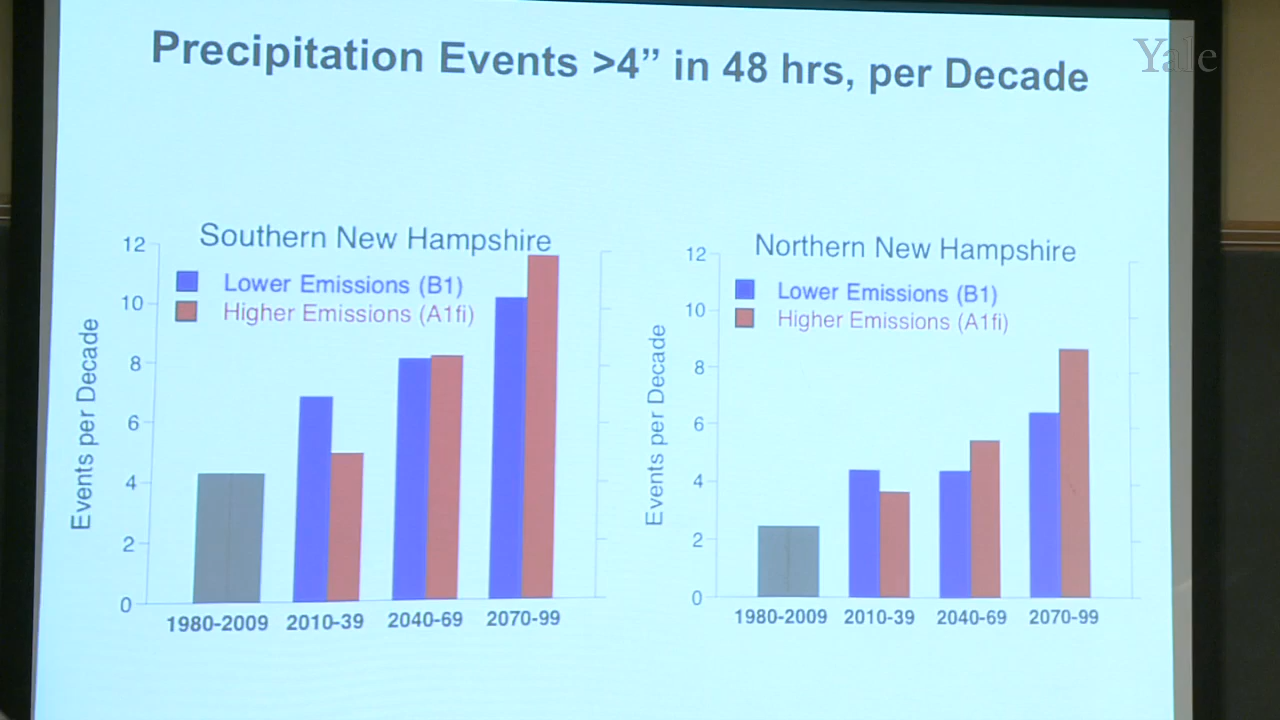 Precipitation Events >4” in 48 hrs, per Decade
Yale
Southern New Hampshire
Lower Emissions (B1)
Higher Emissions (A1fi)
Events per Decade
12
10
8
6
4
2
0
1980-2009 2010-39 2040-69 2070-99
Northern New Hampshire
Lower Emissions (B1)
Higher Emissions (A1fi)
Events per Decade
12
10
8
6
4
2
0
1980-2009 2010-39 2040-69 2070-99